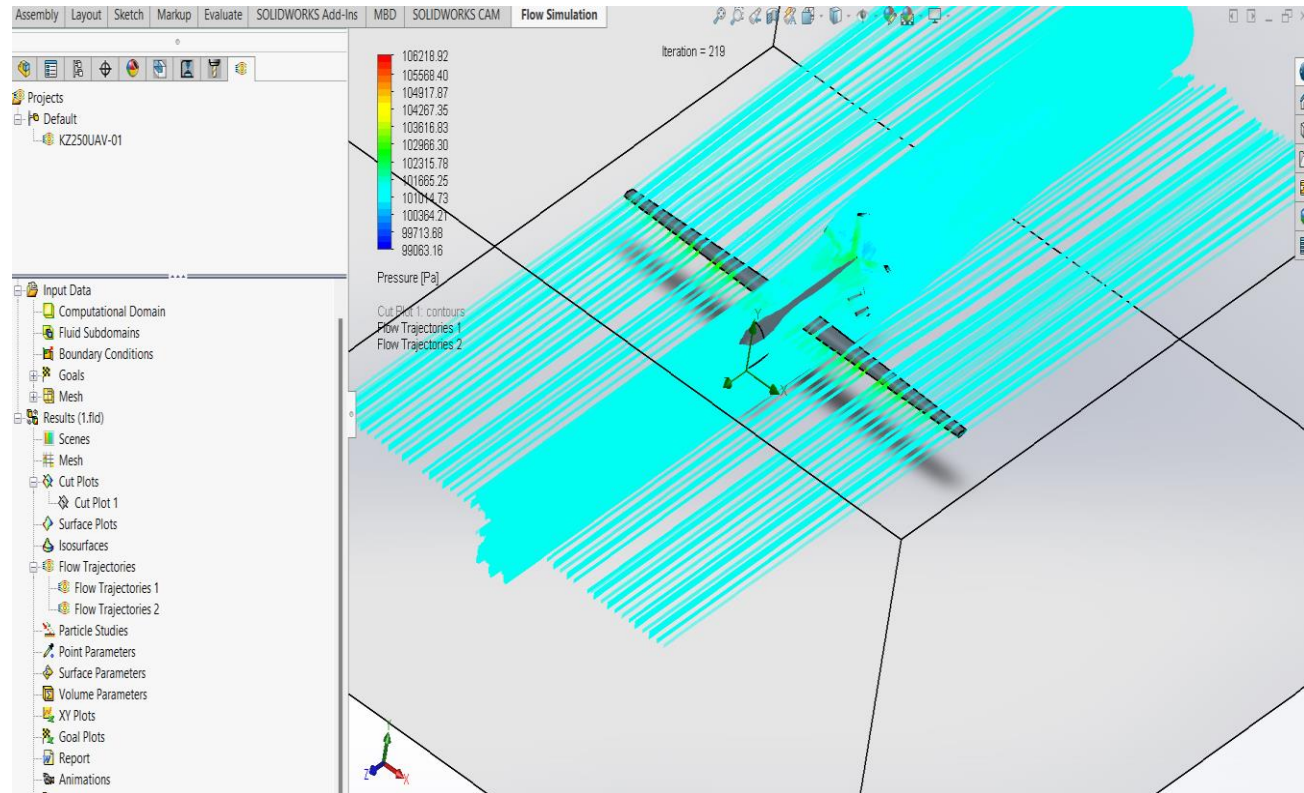 Assembly Layout Sketch Markup Evaluate SOLIDWORKS Add-Ins MBD SOLIDWORKS CAM Flow Simulation
Projects
Default
KZ250UAV-01
Input Data
Computational Domain
Fluid Subdomains
Boundary Conditions
Goals
Mesh
Results (1.fld)
Scenes
Mesh
Cut Plots
Cut Plot 1
Surface Plots
Isosurfaces
Flow Trajectories
Flow Trajectories 1
Flow Trajectories 2
Particle Studies
Point Parameters
Surface Parameters
Volume Parameters
XY Plots
Goal Plots
Report
Animations
Iteration = 219
106218.92
105568.40
104917.87
104267.35
103616.83
102966.30
102315.78
101665.25
101014.73
100364.21
99713.68
99063.16
Pressure [Pa]
Cut Plot 1: contours
Flow Trajectories 1
Flow Trajectories 2
Y
X
Y
Z
X